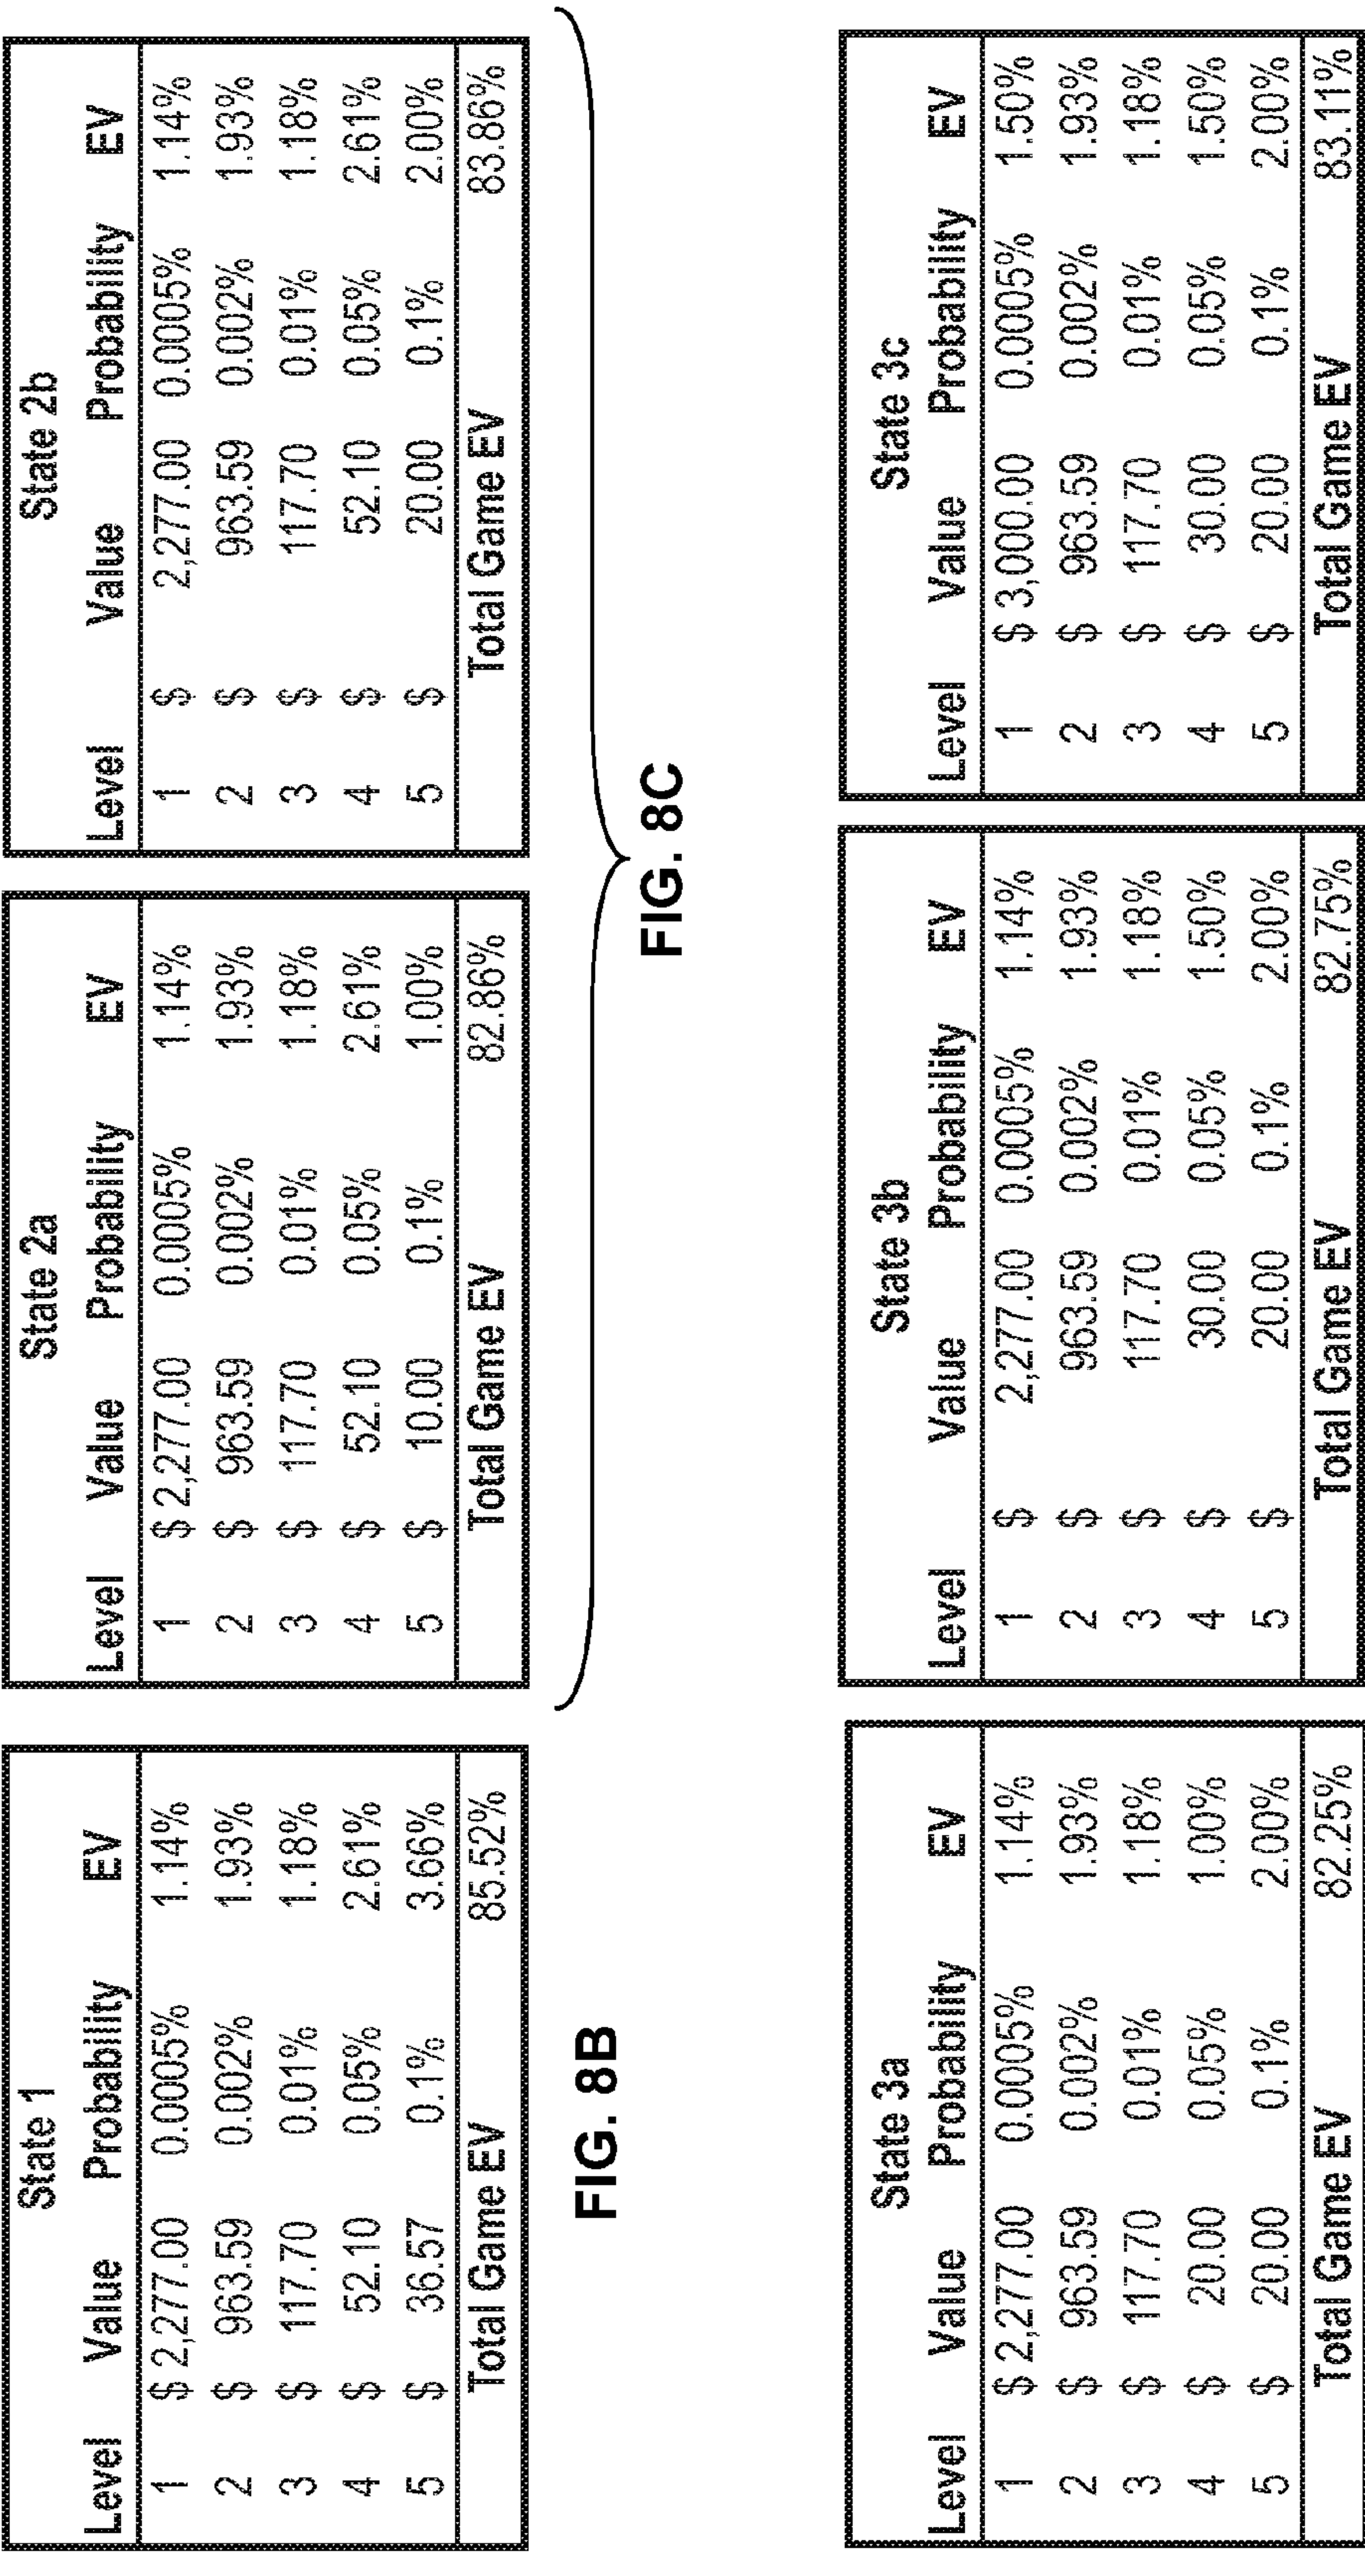 State 1
Level Value Probability EV
1 $ 2,277.00 0.0005% 1.14%
2 $ 963.59 0.002% 1.93%
3 $ 117.70 0.01% 1.18%
4 $ 52.10 0.05% 2.61%
5 $ 36.57 0.1% 3.66%
Total Game EV 85.52%
FIG. 8B
State 2a
Level Value Probability EV
1 $ 2,277.00 0.0005% 1.14%
2 $ 963.59 0.002% 1.93%
3 $ 117.70 0.01% 1.18%
4 $ 52.10 0.05% 2.61%
5 $ 10.00 0.1% 1.00%
Total Game EV 82.86%
State 2b
Level Value Probability EV
1 $ 2,277.00 0.0005% 1.14%
2 $ 963.59 0.002% 1.93%
3 $ 117.70 0.01% 1.18%
4 $ 52.10 0.05% 2.61%
5 $ 20.00 0.1% 2.00%
Total Game EV 83.86%
FIG. 8C
State 3a
Level Value Probability EV
1 $ 2,277.00 0.0005% 1.14%
2 $ 963.59 0.002% 1.93%
3 $ 117.70 0.01% 1.18%
4 $ 20.00 0.05% 1.00%
5 $ 20.00 0.1% 2.00%
Total Game EV 82.25%
State 3b
Level Value Probability EV
1 $ 2,277.00 0.0005% 1.14%
2 $ 963.59 0.002% 1.93%
3 $ 117.70 0.01% 1.18%
4 $ 30.00 0.05% 1.50%
5 $ 20.00 0.1% 2.00%
Total Game EV 82.75%
State 3c
Level Value Probability EV
1 $ 3,000.00 0.0005% 1.50%
2 $ 963.59 0.002% 1.93%
3 $ 117.70 0.01% 1.18%
4 $ 30.00 0.05% 1.50%
5 $ 20.00 0.1% 2.00%
Total Game EV 83.11%